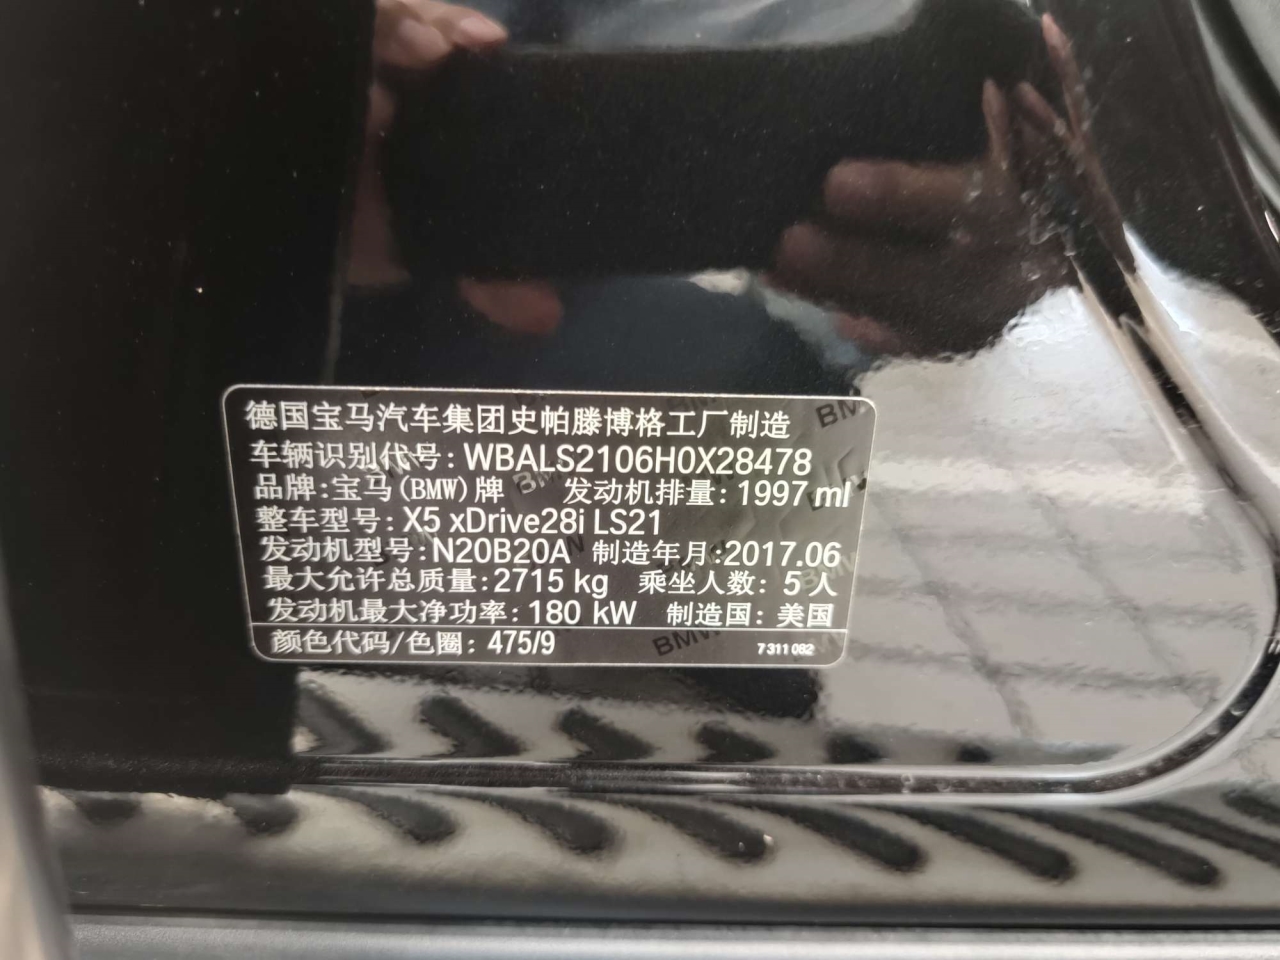 德国宝马汽车集团史帕滕博格工厂制造
车辆识别代号: WBALS2106H0X28478
品牌:宝马(BMW)牌 发动机排量: 1997 ml
整车型号: X5 xDrive28i LS21
发动机型号: N20B20A 制造年月:2017.06
最大允许总质量: 2715 kg 乘坐人数: 5 人
发动机最大净功率: 180 kW 制造国: 美国
颜色代码/色圈: 475/9 7 311 082
BMW